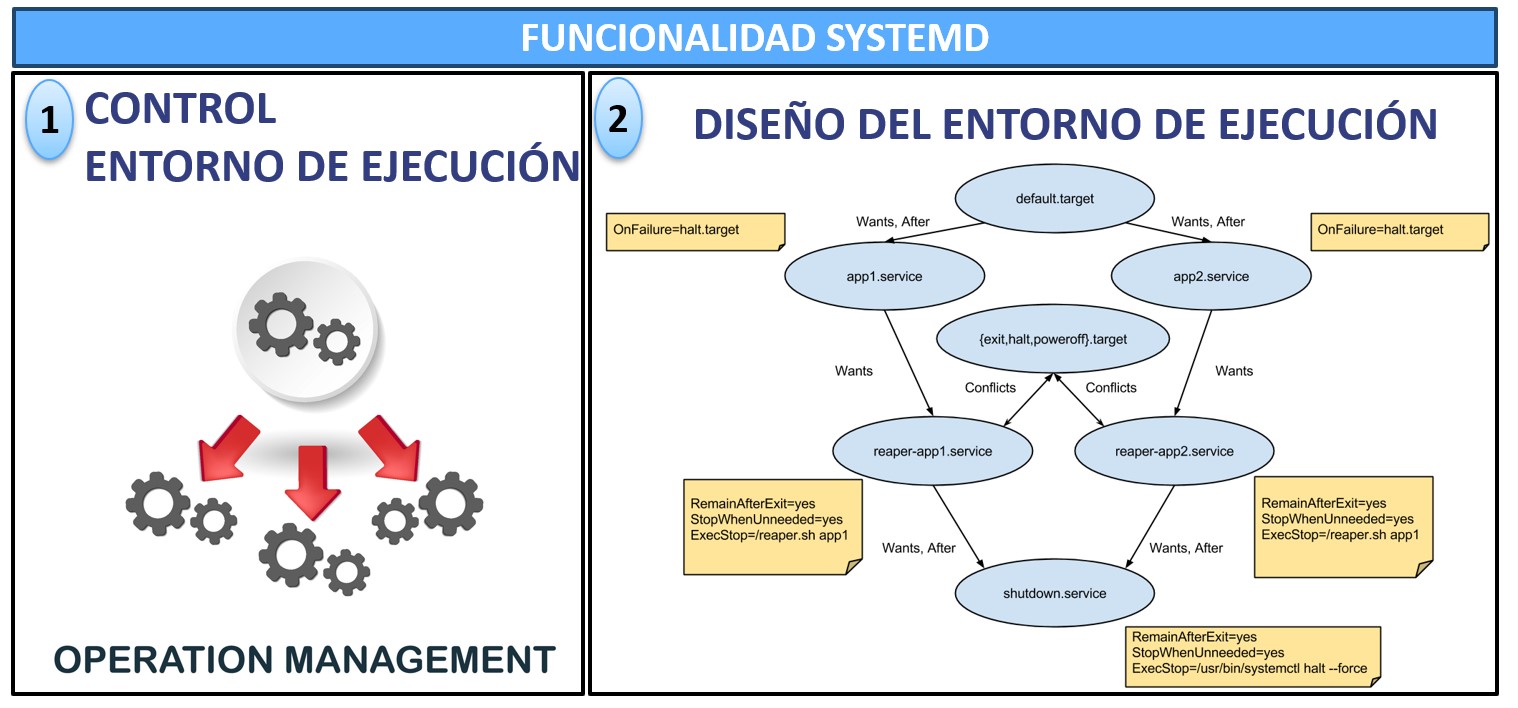 FUNCIONALIDAD SYSTEMD
1
CONTROL
ENTORNO DE EJECUCIÓN
OPERATION MANAGEMENT
2
DISEÑO DEL ENTORNO DE EJECUCIÓN
default.target
Wants, After
Wants, After
OnFailure=halt.target
OnFailure=halt.target
app1.service
app2.service
{exit,halt,poweroff}.target
Wants
Wants
Conflicts
Conflicts
reaper-app1.service
reaper-app2.service
RemainAfterExit=yes
StopWhenUnneeded=yes
ExecStop=/reaper.sh app1
RemainAfterExit=yes
StopWhenUnneeded=yes
ExecStop=/reaper.sh app1
Wants, After
Wants, After
shutdown.service
RemainAfterExit=yes
StopWhenUnneeded=yes
ExecStop=/usr/bin/systemctl halt --force